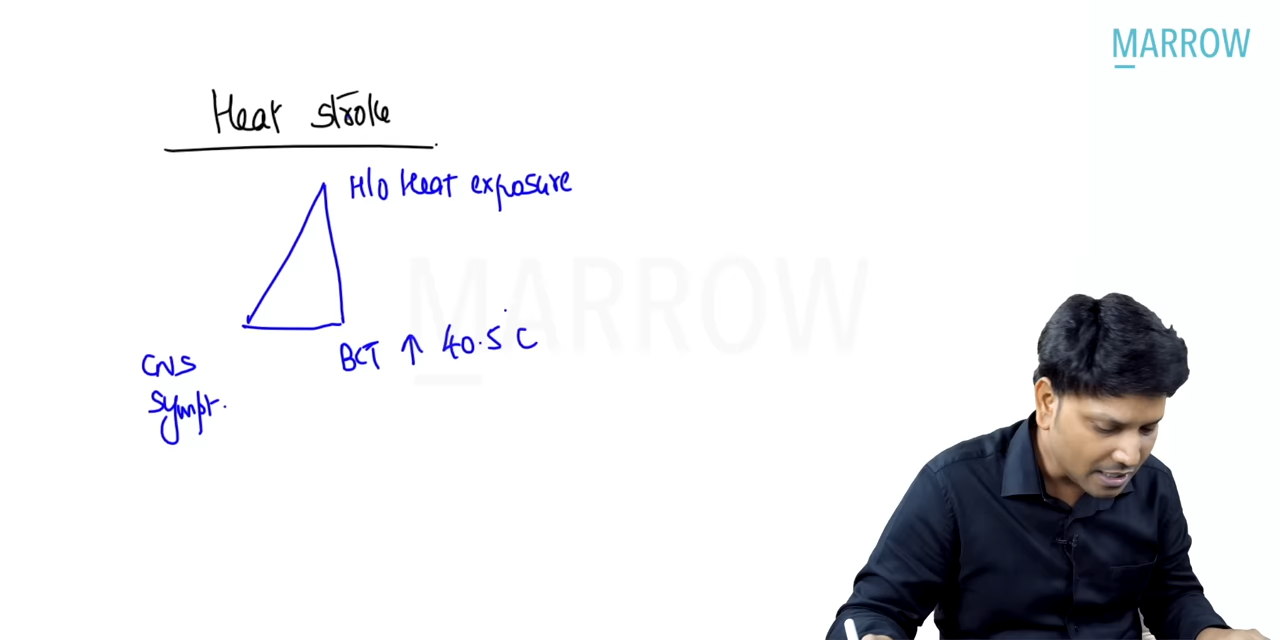 MARROW
Heat stroke
H/O Heat exposure
MARROW
BCT ↑ 40.5°C
CNS
Sympt.